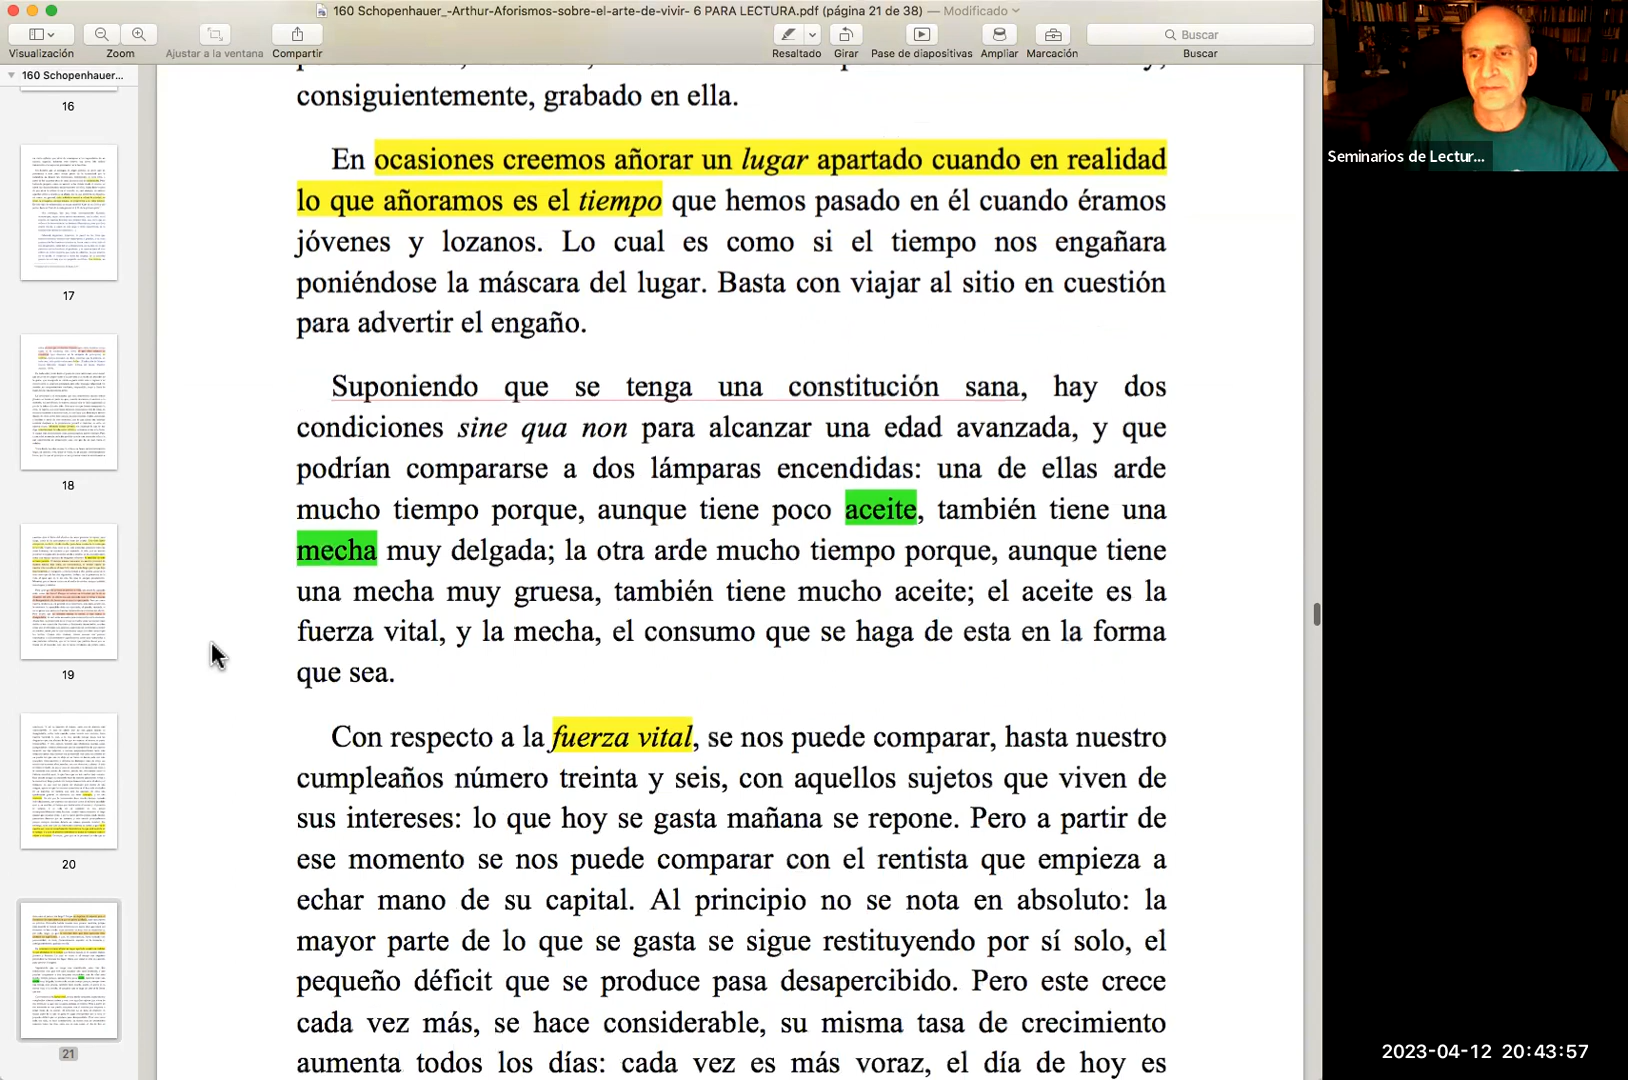 160 Schopenhauer_-Arthur-Aforismos-sobre-el-arte-de-vivir- 6 PARA LECTURA.pdf (página 21 de 38) — Modificado
Visualización
Zoom
Ajustar a la ventana
Compartir
Resaltado
Girar
Pase de diapositivas
Ampliar
Marcación
Buscar
Buscar
160 Schopenhauer...
16
17
18
19
20
21
consiguientemente, grabado en ella.
En ocasiones creemos añorar un lugar apartado cuando en realidad
lo que añoramos es el tiempo que hemos pasado en él cuando éramos
jóvenes y lozanos. Lo cual es como si el tiempo nos engañara
poniéndose la máscara del lugar. Basta con viajar al sitio en cuestión
para advertir el engaño.
Suponiendo que se tenga una constitución sana, hay dos
condiciones sine qua non para alcanzar una edad avanzada, y que
podrían compararse a dos lámparas encendidas: una de ellas arde
mucho tiempo porque, aunque tiene poco aceite, también tiene una
mecha muy delgada; la otra arde mucho tiempo porque, aunque tiene
una mecha muy gruesa, también tiene mucho aceite; el aceite es la
fuerza vital, y la mecha, el consumo que se haga de esta en la forma
que sea.
Con respecto a la fuerza vital, se nos puede comparar, hasta nuestro
cumpleaños número treinta y seis, con aquellos sujetos que viven de
sus intereses: lo que hoy se gasta mañana se repone. Pero a partir de
ese momento se nos puede comparar con el rentista que empieza a
echar mano de su capital. Al principio no se nota en absoluto: la
mayor parte de lo que se gasta se sigue restituyendo por sí solo, el
pequeño déficit que se produce pasa desapercibido. Pero este crece
cada vez más, se hace considerable, su misma tasa de crecimiento
aumenta todos los días: cada vez es más voraz, el día de hoy es
Seminarios de Lectur...
2023-04-12 20:43:57